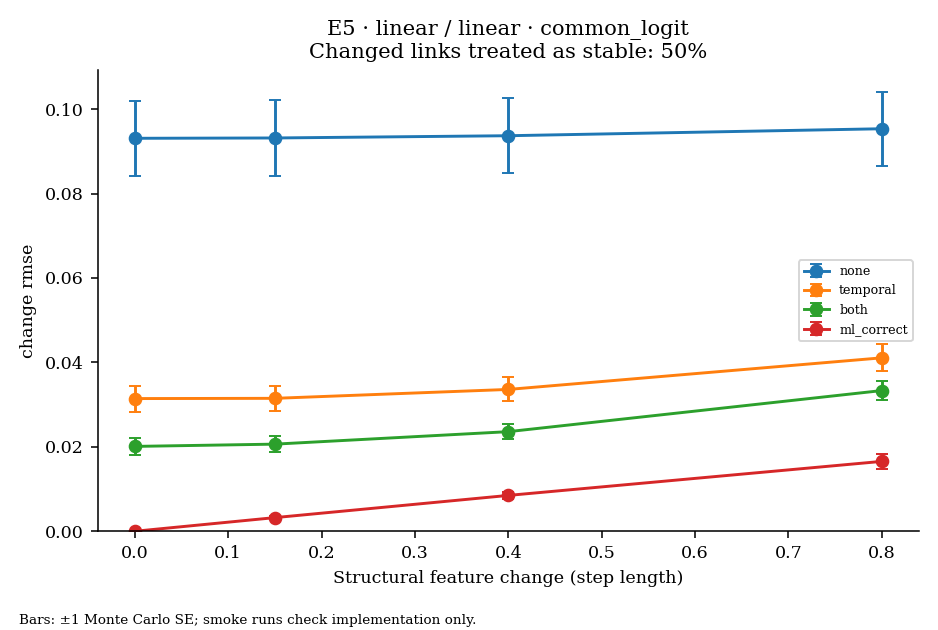 E5 · linear / linear · common_logit
Changed links treated as stable: 50%
change rmse
0.10
0.08
0.06
0.04
0.02
0.00
none
temporal
both
ml_correct
0.0 0.1 0.2 0.3 0.4 0.5 0.6 0.7 0.8
Structural feature change (step length)
Bars: ±1 Monte Carlo SE; smoke runs check implementation only.